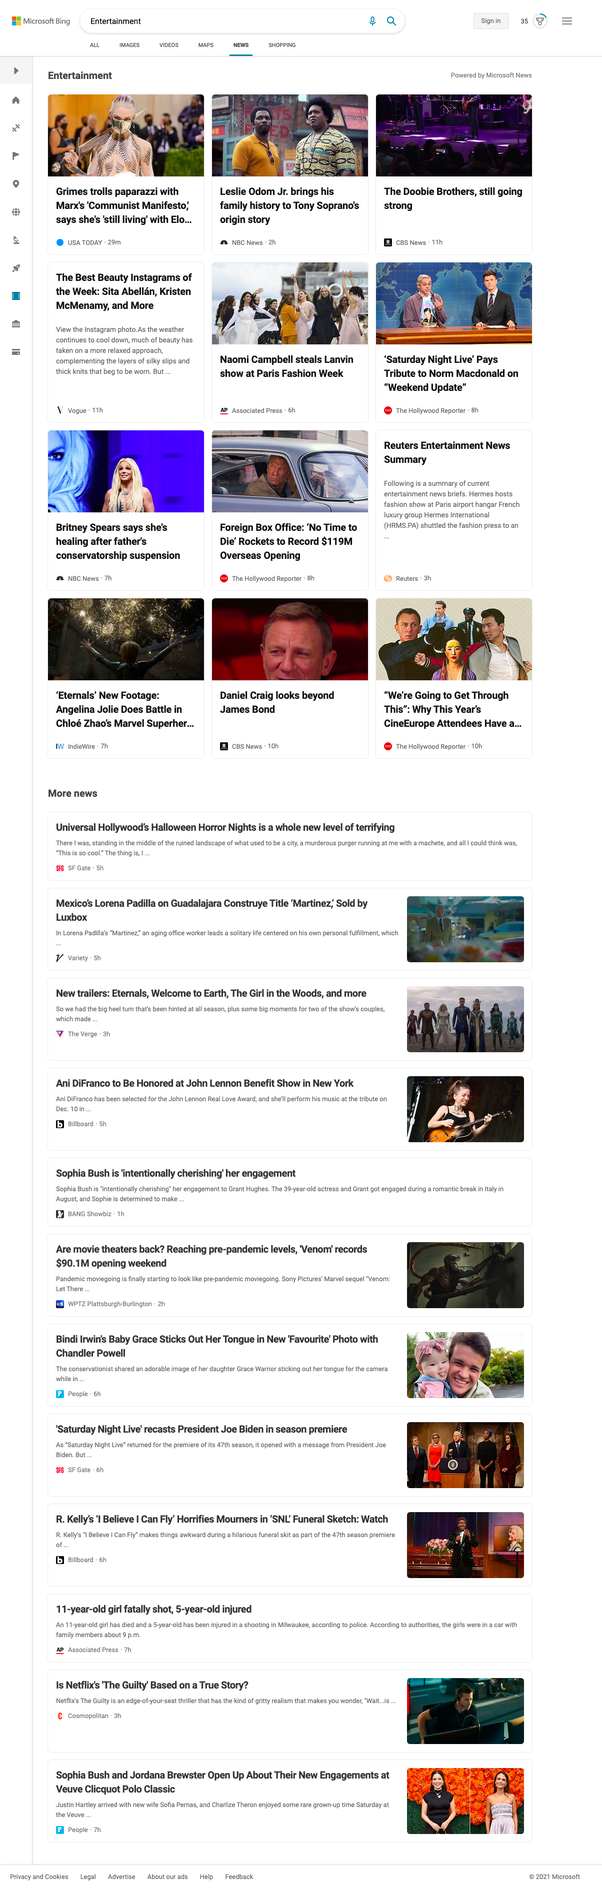 Microsoft Bing
Entertainment
Sign in
35
ALL
IMAGES
VIDEOS
MAPS
NEWS
SHOPPING
Entertainment
Powered by Microsoft News
Grimes trolls paparazzi with
Marx's 'Communist Manifesto,'
says she's 'still living' with Elo...
USA TODAY · 29m
Leslie Odom Jr. brings his
family history to Tony Soprano's
origin story
NBC News · 2h
The Doobie Brothers, still going
strong
CBS News · 11h
The Best Beauty Instagrams of
the Week: Sita Abellán, Kristen
McMenamy, and More
View the Instagram photo.As the weather
continues to cool down, much of beauty has
taken on a more relaxed approach,
complementing the layers of silky slips and
thick knits that beg to be worn. But ...
Vogue · 11h
Naomi Campbell steals Lanvin
show at Paris Fashion Week
AP Associated Press · 6h
'Saturday Night Live' Pays
Tribute to Norm Macdonald on
"Weekend Update"
The Hollywood Reporter · 8h
Britney Spears says she's
healing after father's
conservatorship suspension
NBC News · 7h
Foreign Box Office: 'No Time to
Die' Rockets to Record $119M
Overseas Opening
The Hollywood Reporter · 8h
Reuters Entertainment News
Summary
Following is a summary of current
entertainment news briefs. Hermes hosts
fashion show at Paris airport hangar French
luxury group Hermes International
(HRMS.PA) shuttled the fashion press to an
...
Reuters · 3h
'Eternals' New Footage:
Angelina Jolie Does Battle in
Chloé Zhao's Marvel Superher...
IW IndieWire · 7h
Daniel Craig looks beyond
James Bond
CBS News · 10h
"We're Going to Get Through
This": Why This Year's
CineEurope Attendees Have a...
The Hollywood Reporter · 10h
More news
Universal Hollywood's Halloween Horror Nights is a whole new level of terrifying
There I was, standing in the middle of the ruined landscape of what used to be a city, a murderous purger running at me with a machete, and all I could think was,
"This is so cool." The thing is, I ...
SF Gate · 5h
Mexico's Lorena Padilla on Guadalajara Construye Title 'Martinez,' Sold by
Luxbox
In Lorena Padilla's "Martinez," an aging office worker leads a solitary life centered on his own personal fulfillment, which
...
Variety · 5h
New trailers: Eternals, Welcome to Earth, The Girl in the Woods, and more
So we had the big heel turn that's been hinted at all season, plus some big moments for two of the show's couples,
which made ...
The Verge · 3h
Ani DiFranco to Be Honored at John Lennon Benefit Show in New York
Ani DiFranco has been selected for the John Lennon Real Love Award, and she'll perform his music at the tribute on
Dec. 10 in ...
Billboard · 5h
Sophia Bush is 'intentionally cherishing' her engagement
Sophia Bush is "intentionally cherishing" her engagement to Grant Hughes. The 39-year-old actress and Grant got engaged during a romantic break in Italy in
August, and Sophie is determined to make ...
BANG Showbiz · 1h
Are movie theaters back? Reaching pre-pandemic levels, 'Venom' records
$90.1M opening weekend
Pandemic moviegoing is finally starting to look like pre-pandemic moviegoing. Sony Pictures' Marvel sequel "Venom:
Let There ...
WPTZ Plattsburgh-Burlington · 2h
Bindi Irwin's Baby Grace Sticks Out Her Tongue in New 'Favourite' Photo with
Chandler Powell
The conservationist shared an adorable image of her daughter Grace Warrior sticking out her tongue for the camera
while in ...
People · 6h
'Saturday Night Live' recasts President Joe Biden in season premiere
As "Saturday Night Live" returned for the premiere of its 47th season, it opened with a message from President Joe
Biden. But ...
SF Gate · 6h
R. Kelly's 'I Believe I Can Fly' Horrifies Mourners in 'SNL' Funeral Sketch: Watch
R. Kelly's "I Believe I Can Fly" makes things awkward during a hilarious funeral skit as part of the 47th season premiere
of ...
Billboard · 6h
11-year-old girl fatally shot, 5-year-old injured
An 11-year-old girl has died and a 5-year-old has been injured in a shooting in Milwaukee, according to police. According to authorities, the girls were in a car with
family members about 9 p.m.
AP Associated Press · 7h
Is Netflix's 'The Guilty' Based on a True Story?
Netflix's The Guilty is an edge-of-your-seat thriller that has the kind of gritty realism that makes you wonder, "Wait...is ...
Cosmopolitan · 3h
Sophia Bush and Jordana Brewster Open Up About Their New Engagements at
Veuve Clicquot Polo Classic
Justin Hartley arrived with new wife Sofia Pernas, and Charlize Theron enjoyed some rare grown-up time Saturday at
the Veuve ...
People · 7h
Privacy and Cookies
Legal
Advertise
About our ads
Help
Feedback
© 2021 Microsoft